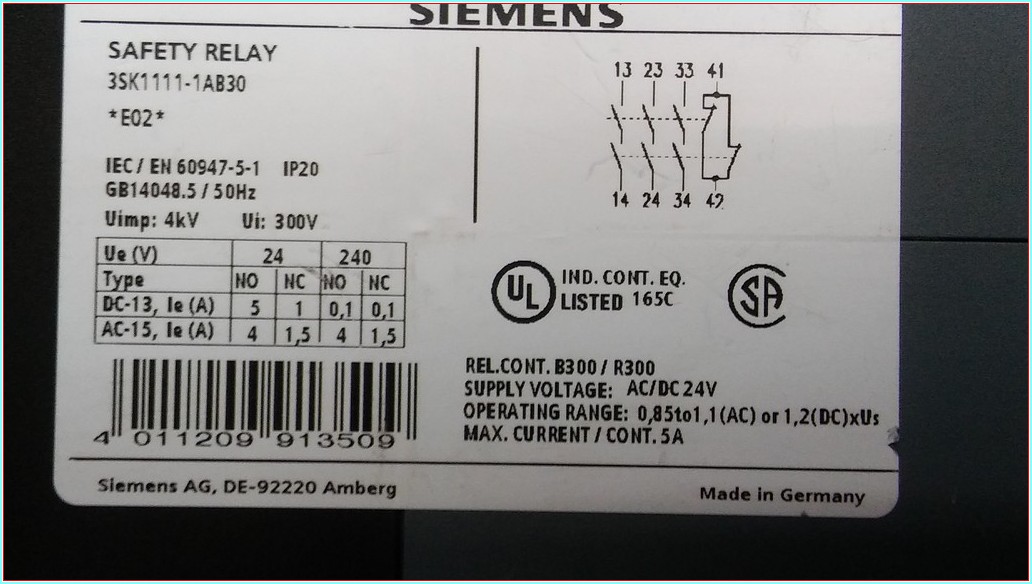 SIEMENS
SAFETY RELAY
3SK1111-1AB30
*E02*
IEC / EN 60947-5-1 IP20
GB14048.5 / 50Hz
Uimp: 4kV Ui: 300V
Ue (V) 24 240
Type NO NC NO NC
DC-13, Ie (A) 5 1 0,1 0,1
AC-15, Ie (A) 4 1,5 4 1,5
4 011209 913509
13 23 33 41
14 24 34 42
UL IND. CONT. EQ.
LISTED 165C
SA
REL.CONT. B300 / R300
SUPPLY VOLTAGE: AC/DC 24V
OPERATING RANGE: 0,85to1,1(AC) or 1,2(DC)xUs
MAX. CURRENT / CONT. 5A
Siemens AG, DE-92220 Amberg
Made in Germany